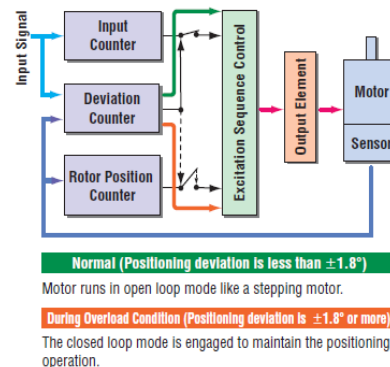 Input Signal
Input
Counter
Deviation
Counter
Rotor Position
Counter
Excitation Sequence Control
Output Element
Motor
Sensor
Normal (Positioning deviation is less than ±1.8°)
Motor runs in open loop mode like a stepping motor.
During Overload Condition (Positioning deviation is ±1.8° or more)
The closed loop mode is engaged to maintain the positioning
operation.